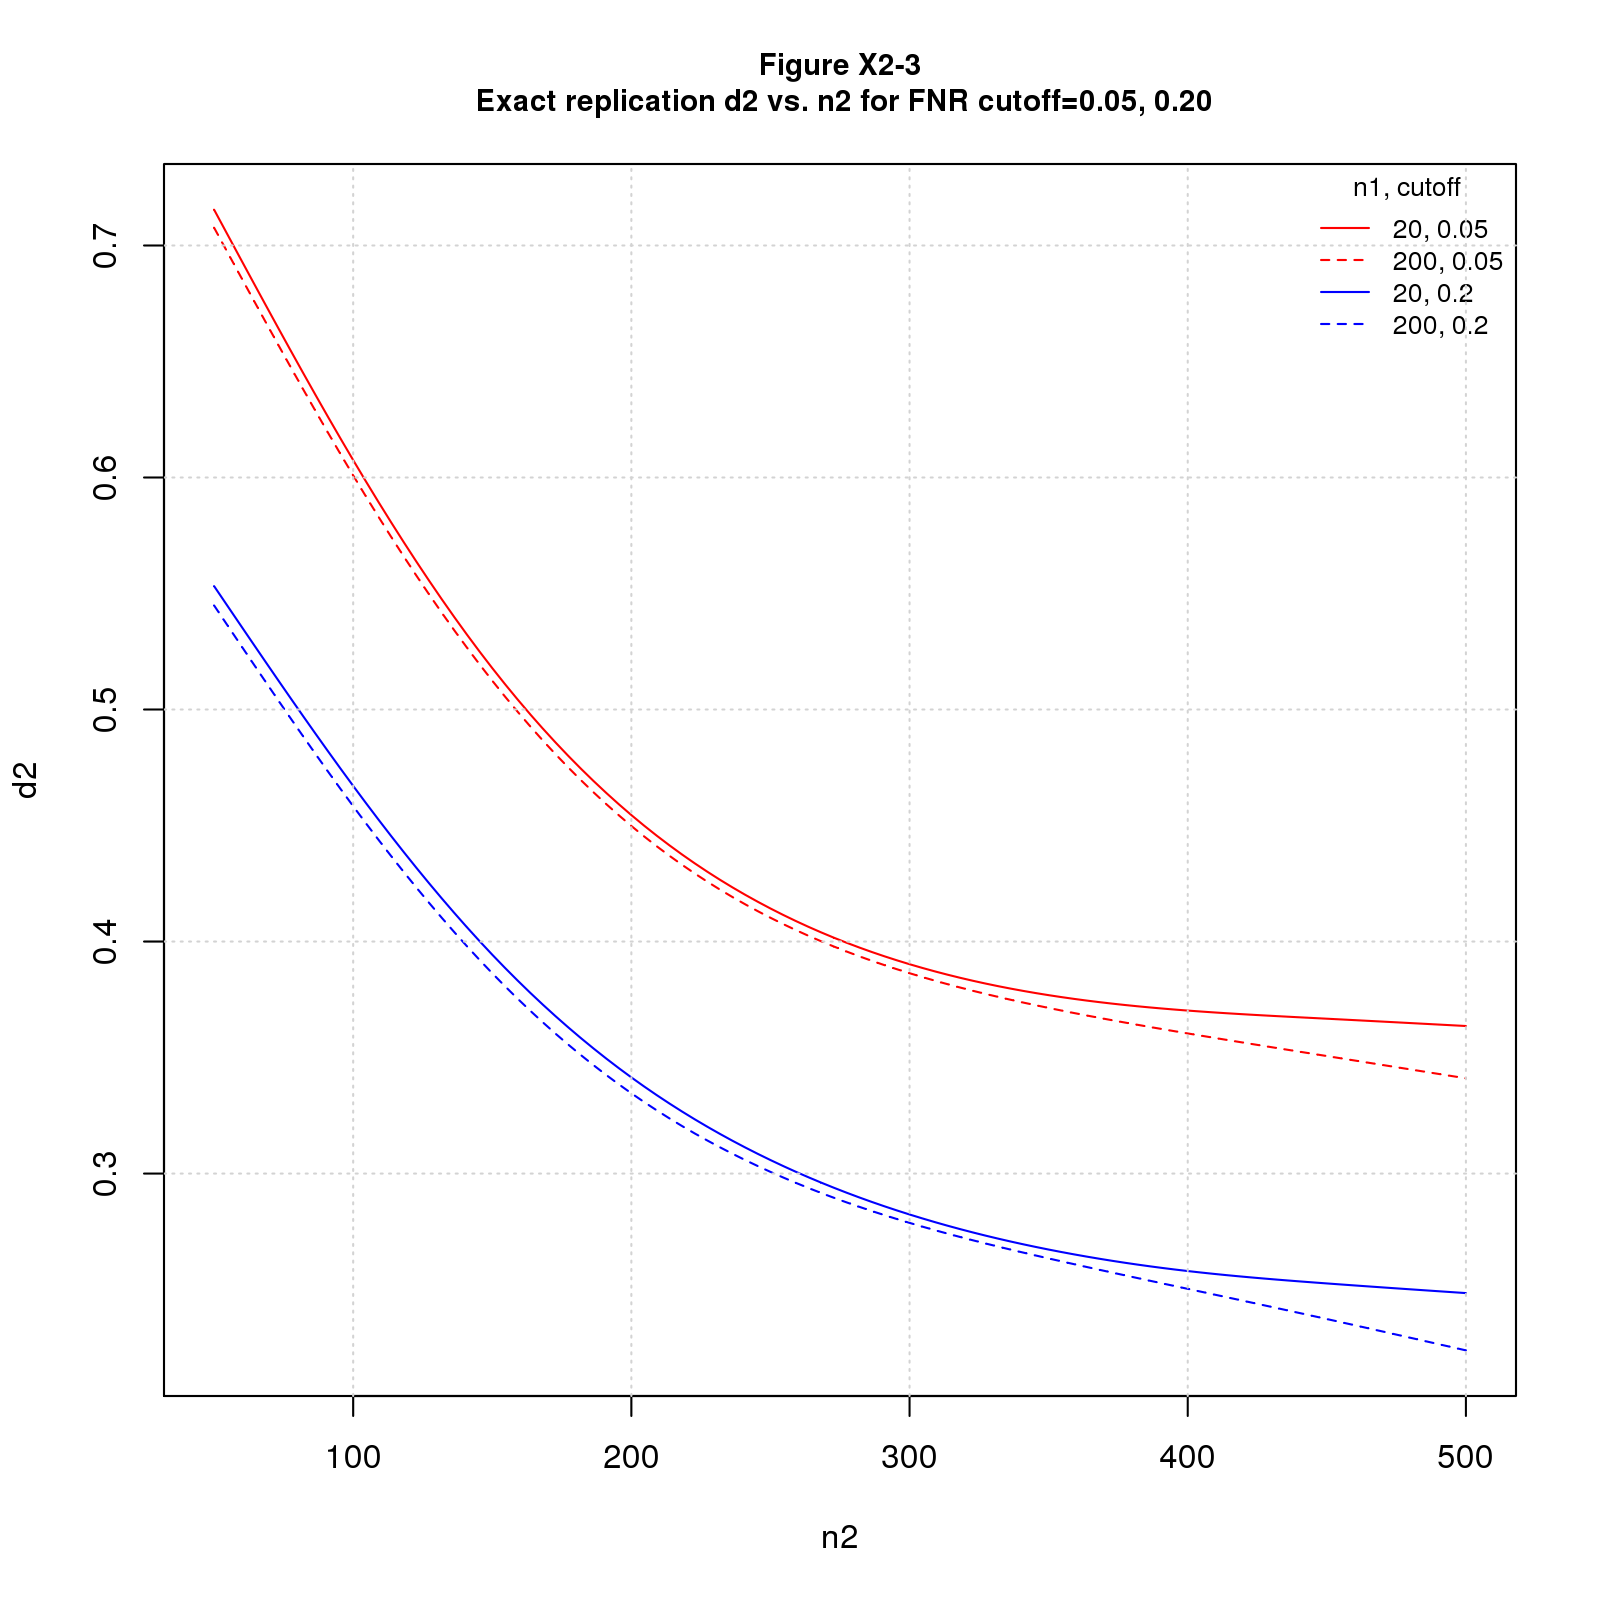 Figure X2-3
Exact replication d2 vs. n2 for FNR cutoff=0.05, 0.20
n1, cutoff
20, 0.05
200, 0.05
20, 0.2
200, 0.2
d2
0.7
0.6
0.5
0.4
0.3
100 200 300 400 500
n2